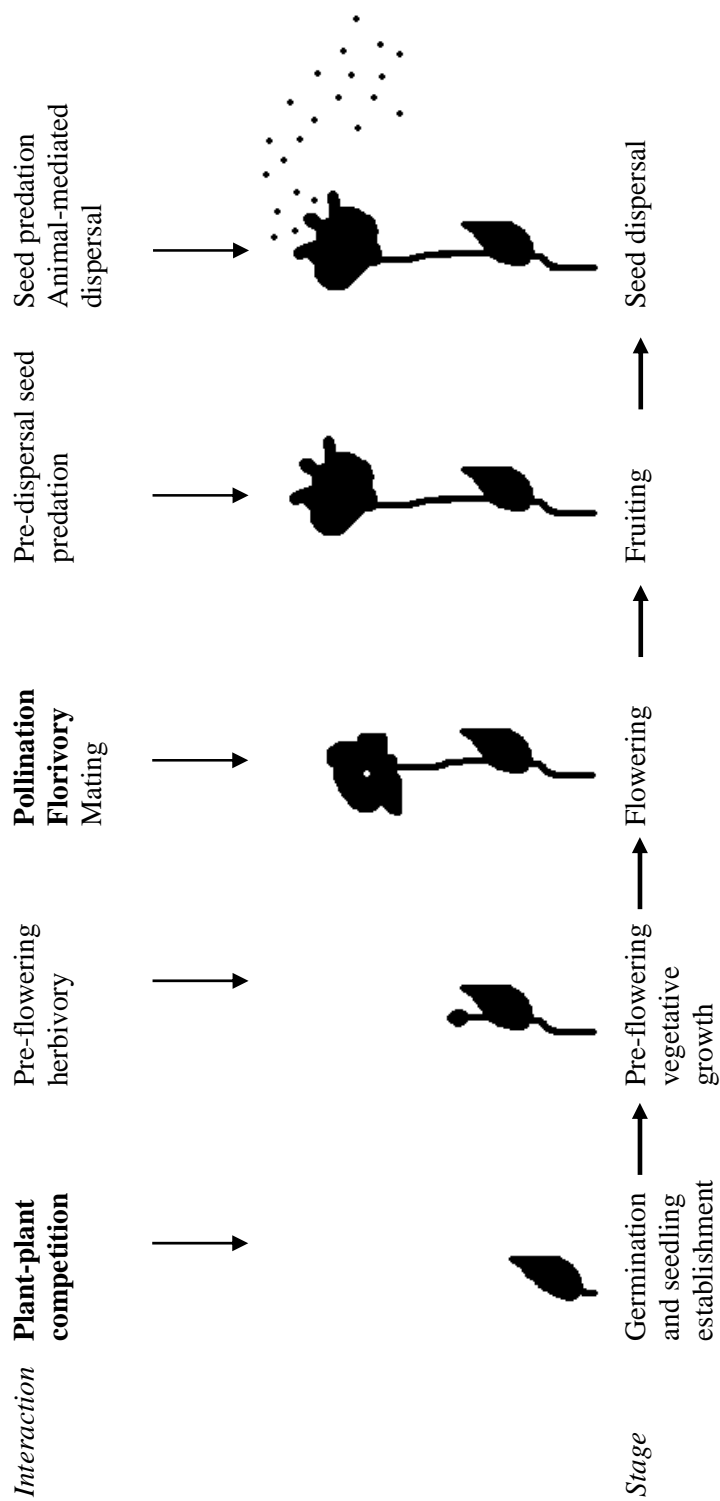 Interaction
Plant-plant
competition
Pre-flowering
herbivory
Pollination
Florivory
Mating
Pre-dispersal seed
predation
Seed predation
Animal-mediated
dispersal
Stage
Germination
and seedling
establishment
Pre-flowering
vegetative
growth
Flowering
Fruiting
Seed dispersal